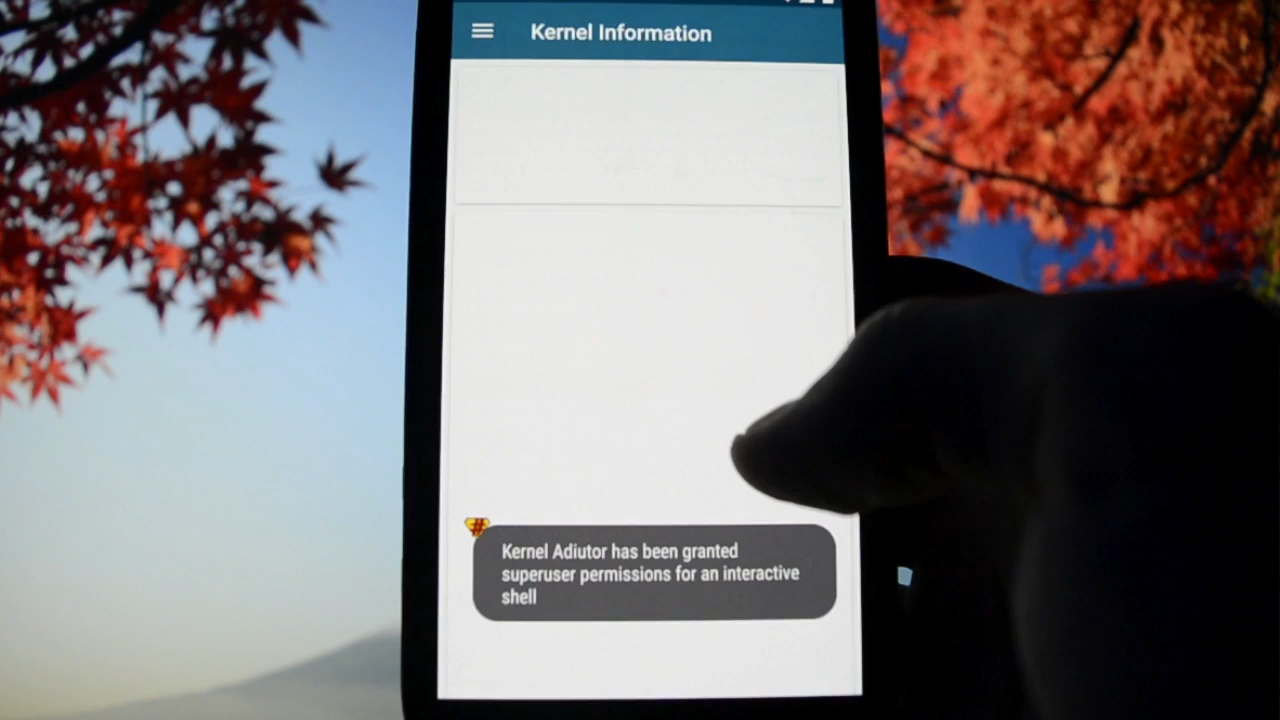 Kernel Information
Kernel Adiutor has been granted
superuser permissions for an interactive
shell